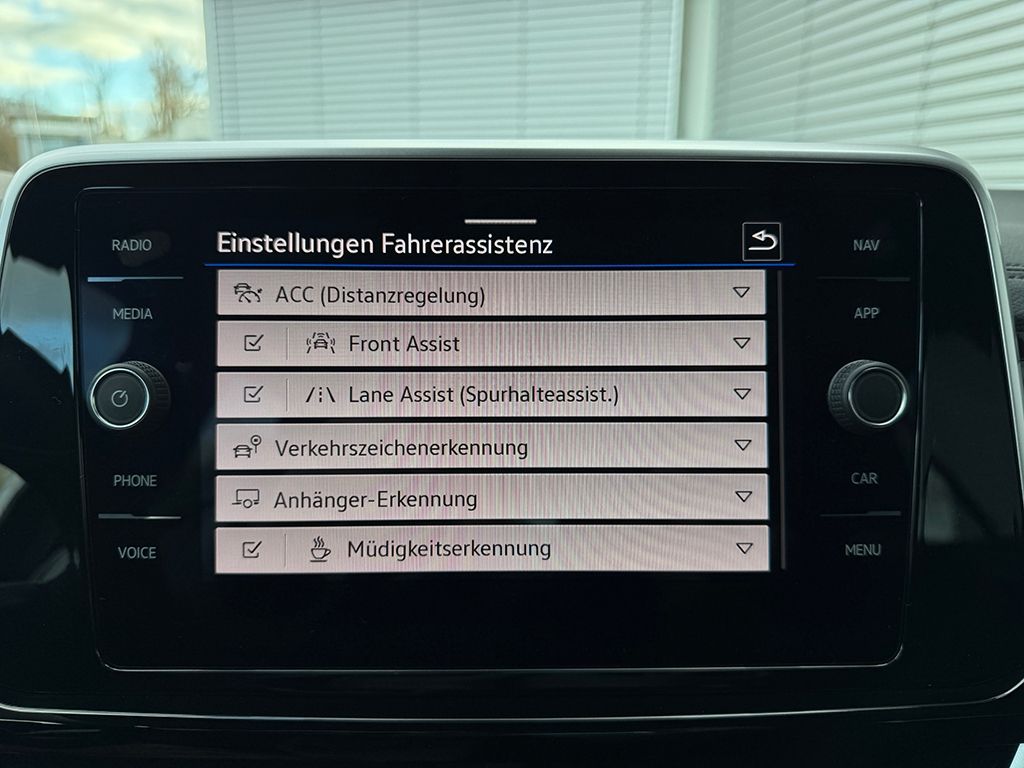 Einstellungen Fahrerassistenz
RADIO
NAV
ACC (Distanzregelung)
MEDIA
APP
Front Assist
Lane Assist (Spurhalteassist.)
Verkehrszeichenerkennung
PHONE
CAR
Anhänger-Erkennung
VOICE
Müdigkeitserkennung
MENU